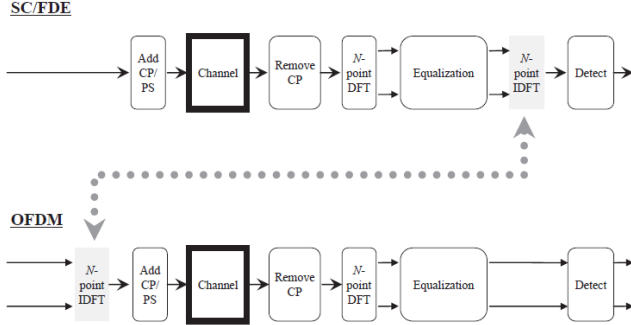 SC/FDE
Add
CP/
PS
Channel
Remove
CP
N-
point
DFT
Equalization
N-
point
IDFT
Detect
OFDM
N-
point
IDFT
Add
CP/
PS
Channel
Remove
CP
N-
point
DFT
Equalization
Detect